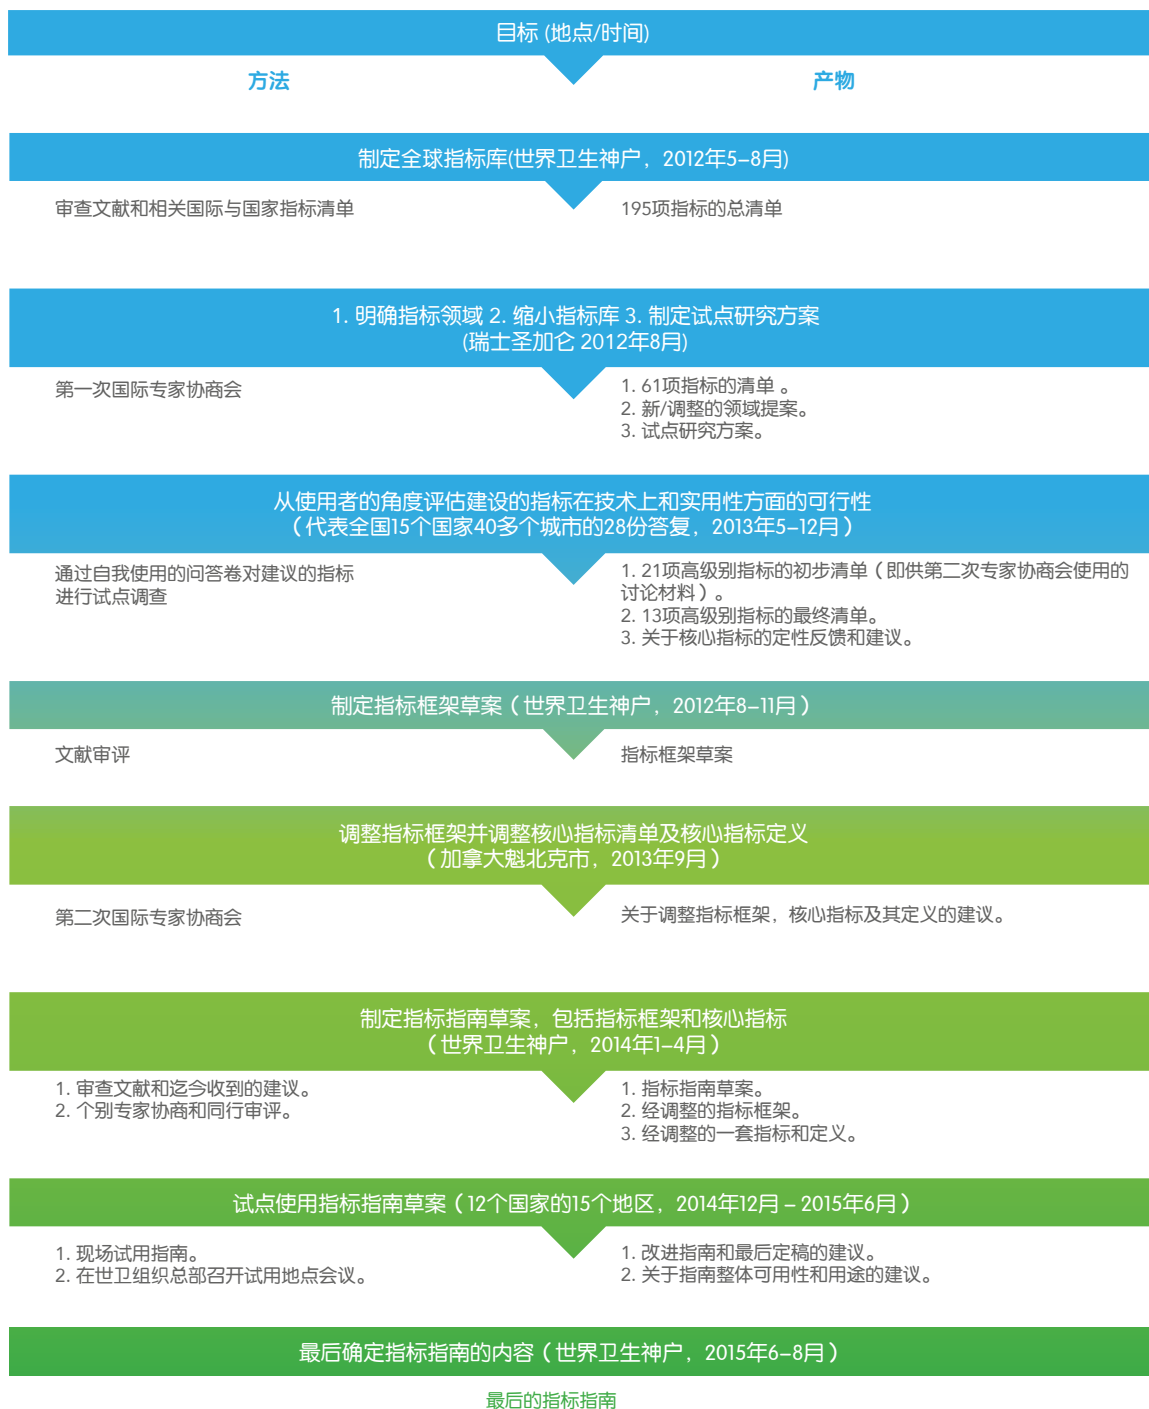 目标 (地点/时间)
方法
产物
制定全球指标库(世界卫生神户，2012年5–8月)
审查文献和相关国际与国家指标清单
195项指标的总清单
1. 明确指标领域 2. 缩小指标库 3. 制定试点研究方案
(瑞士圣加仑 2012年8月)
第一次国际专家协商会
1. 61项指标的清单 。
2. 新/调整的领域提案。
3. 试点研究方案。
从使用者的角度评估建设的指标在技术上和实用性方面的可行性
（代表全国15个国家40多个城市的28份答复，2013年5–12月）
通过自我使用的问答卷对建议的指标
进行试点调查
1. 21项高级别指标的初步清单（即供第二次专家协商会使用的
讨论材料）。
2. 13项高级别指标的最终清单。
3. 关于核心指标的定性反馈和建议。
制定指标框架草案（世界卫生神户，2012年8–11月）
文献审评
指标框架草案
调整指标框架并调整核心指标清单及核心指标定义
（加拿大魁北克市，2013年9月）
第二次国际专家协商会
关于调整指标框架，核心指标及其定义的建议。
制定指标指南草案，包括指标框架和核心指标
（世界卫生神户，2014年1–4月）
1. 审查文献和迄今收到的建议。
2. 个别专家协商和同行审评。
1. 指标指南草案。
2. 经调整的指标框架。
3. 经调整的一套指标和定义。
试点使用指标指南草案（12个国家的15个地区，2014年12月 – 2015年6月）
1. 现场试用指南。
2. 在世卫组织总部召开试用地点会议。
1. 改进指南和最后定稿的建议。
2. 关于指南整体可用性和用途的建议。
最后确定指标指南的内容（世界卫生神户，2015年6–8月）
最后的指标指南